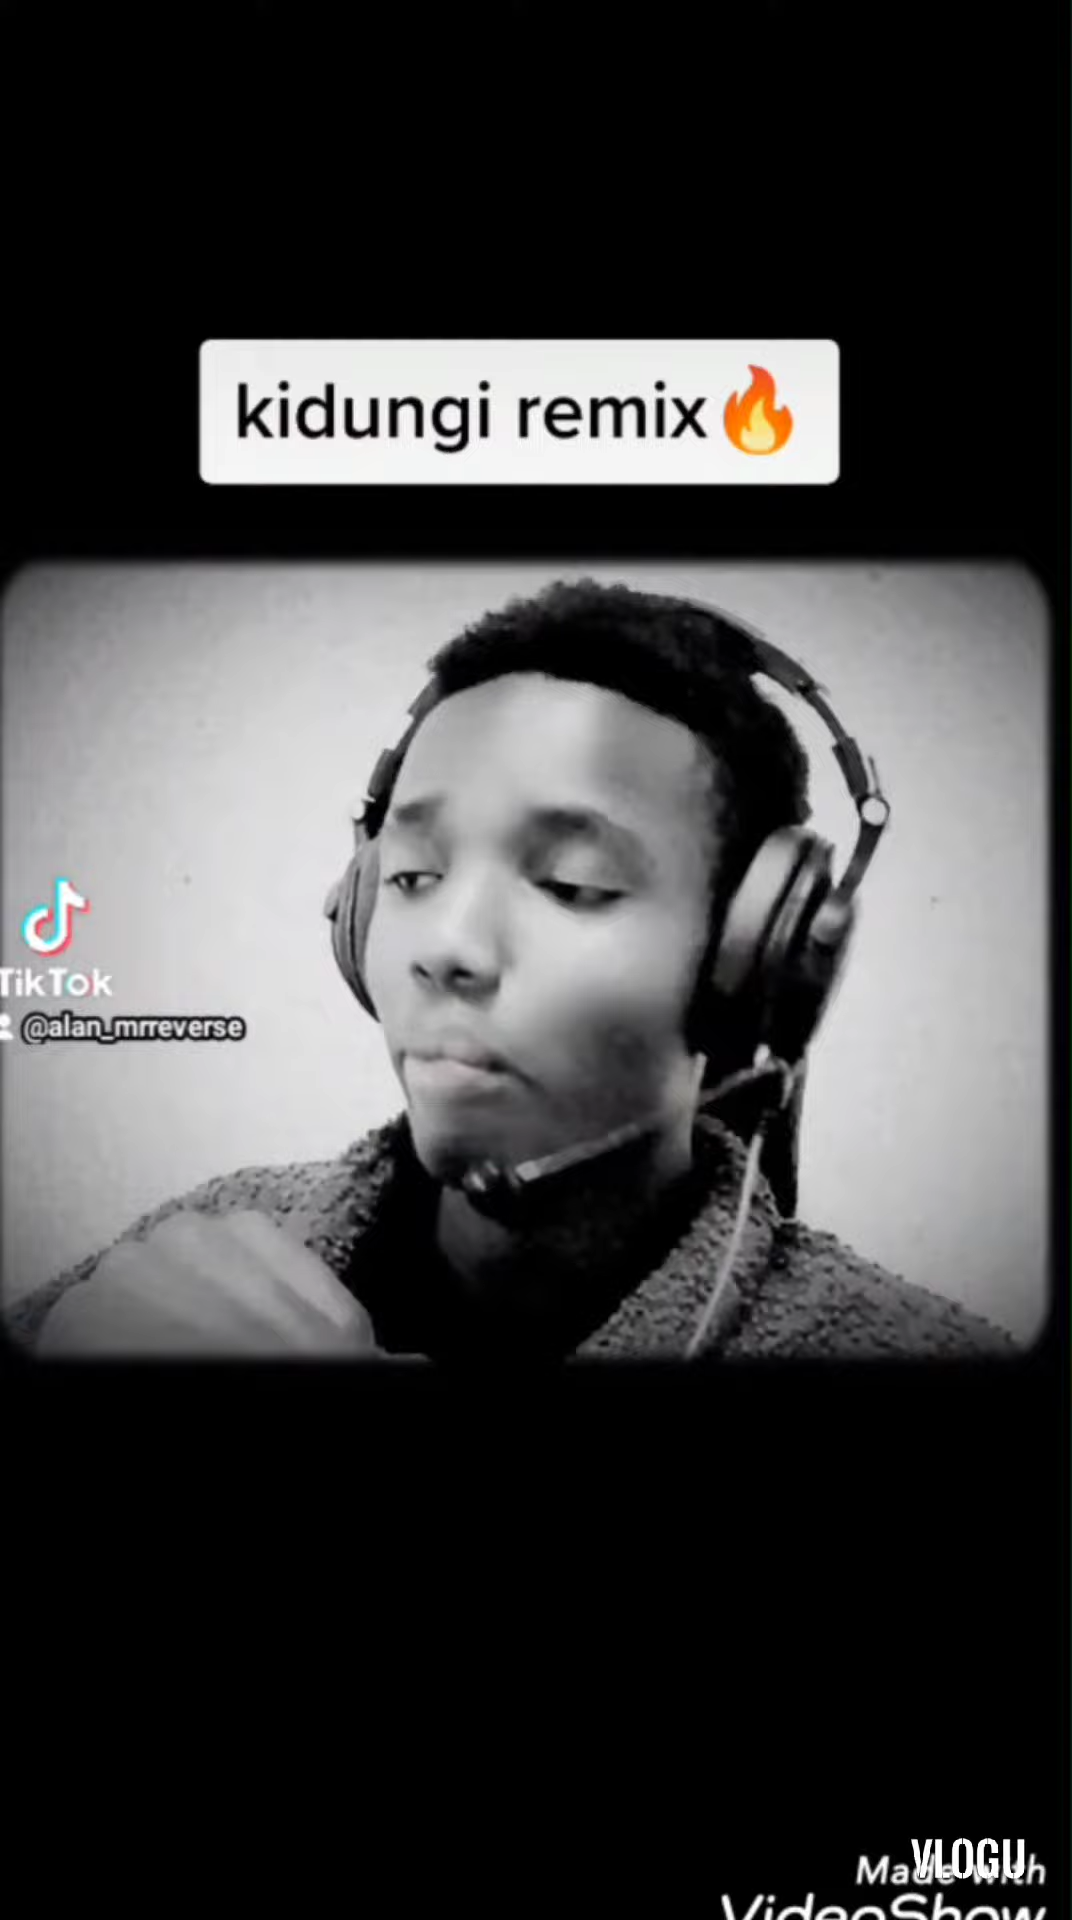 kidungi remix🔥
TikTok
@alan_mrreverse
VLOGU
Made with
VideoShow